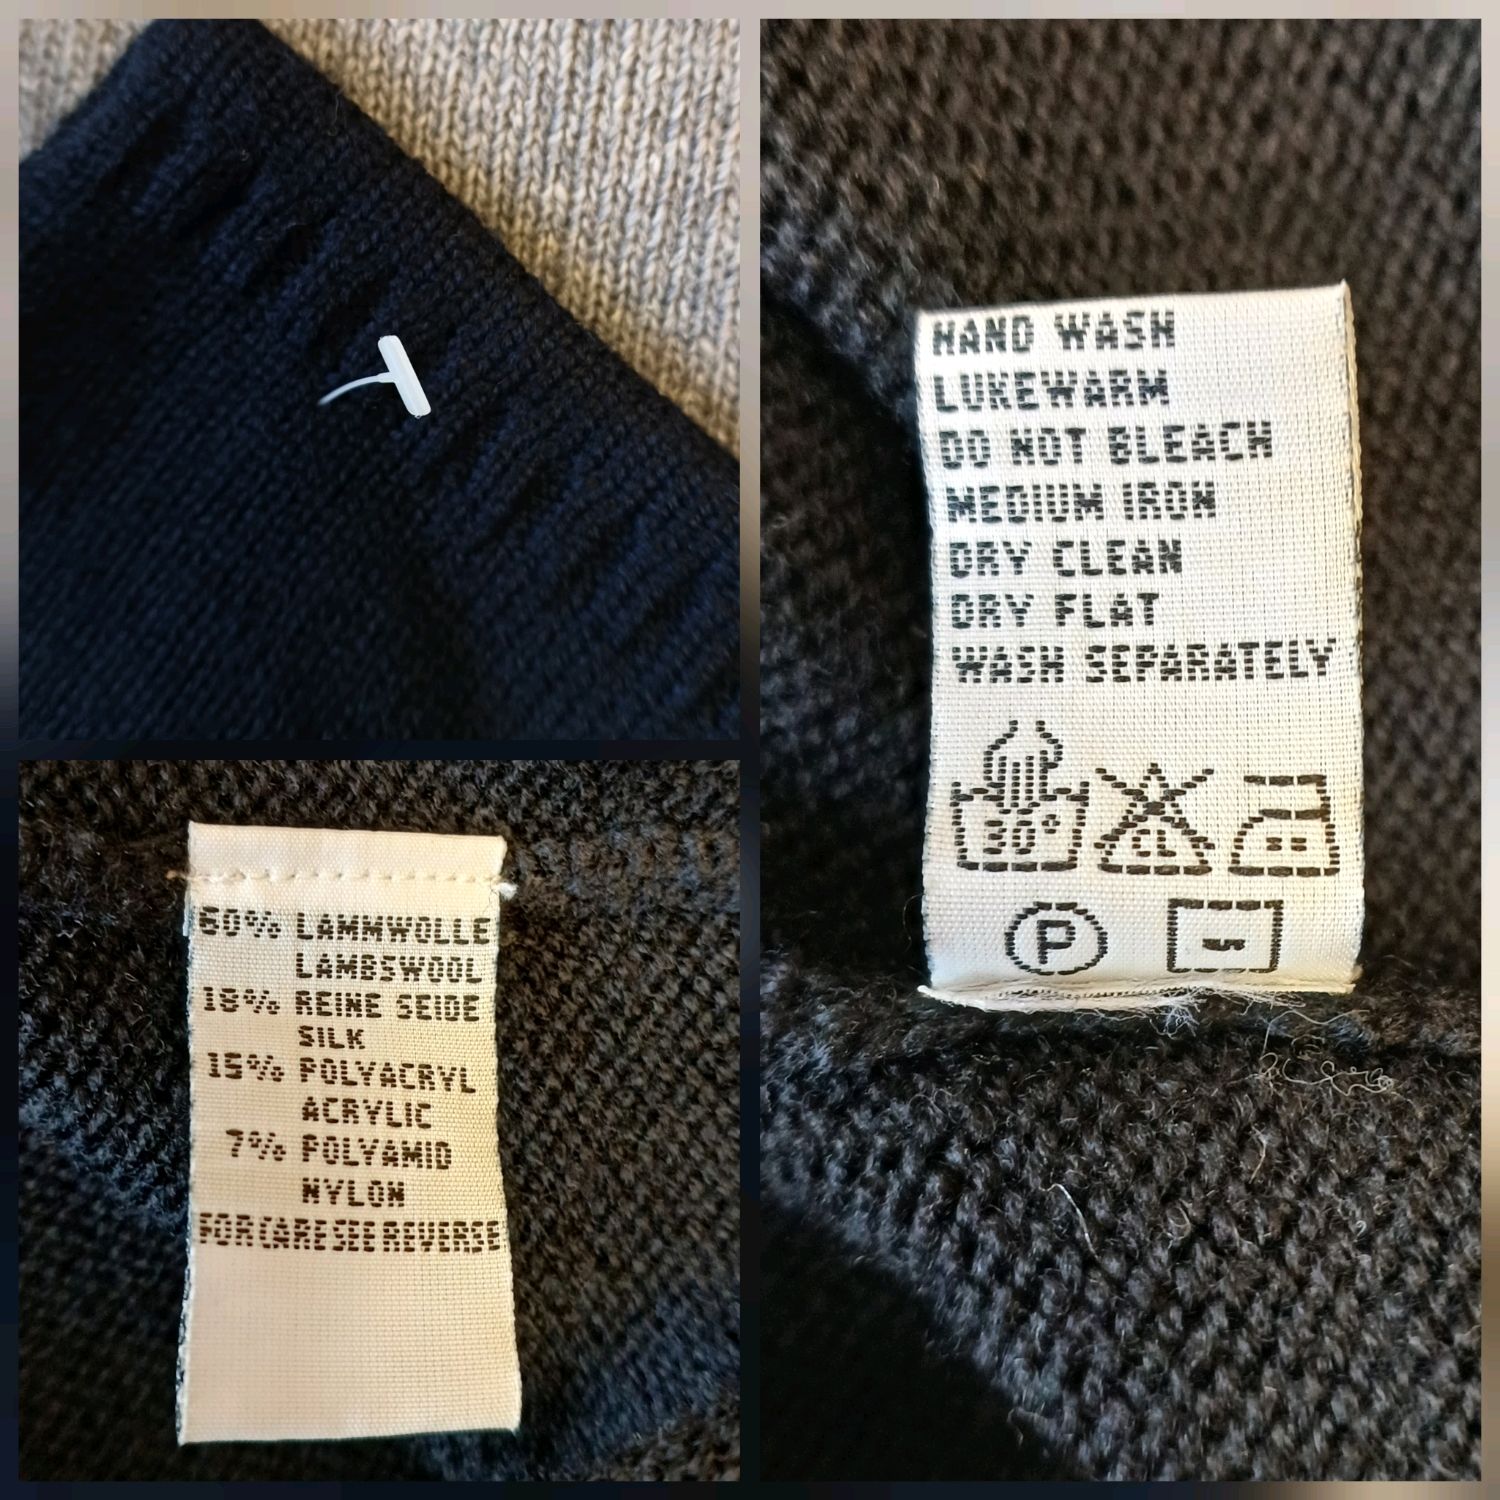 60% LAMMWOLLE
LAMBSWOOL
18% REINE SEIDE
SILK
15% POLYACRYL
ACRYLIC
7% POLYAMID
NYLON
FOR CARE SEE REVERSE
HAND WASH
LUKEWARM
DO NOT BLEACH
MEDIUM IRON
DRY CLEAN
DRY FLAT
WASH SEPARATELY
30°
CL
P